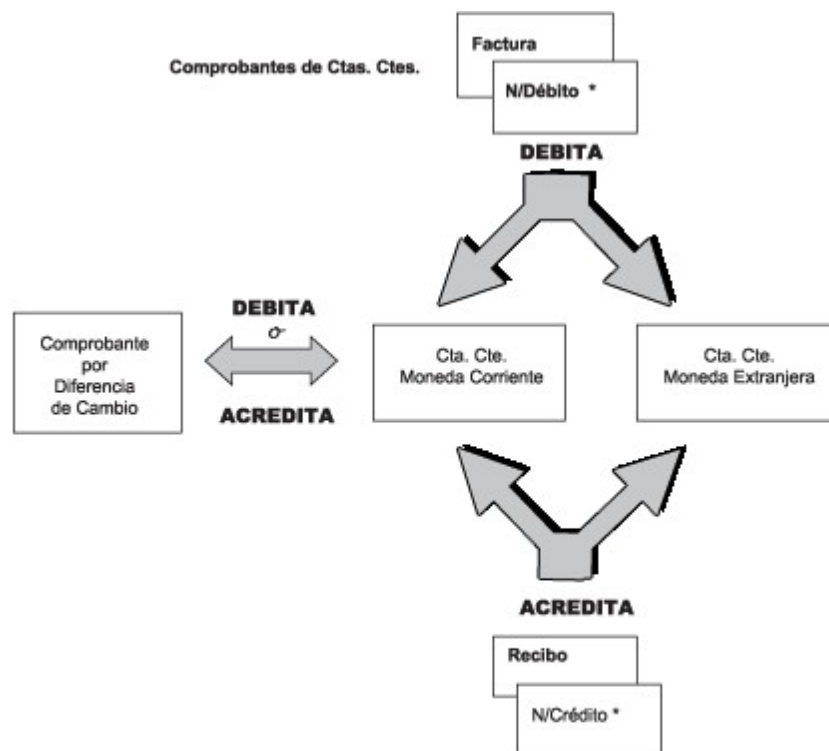 Factura
Comprobantes de Ctas. Ctes.
N/Débito *
DEBITA
DEBITA
o
ACREDITA
Comprobante
por
Diferencia
de Cambio
Cta. Cte.
Moneda Corriente
Cta. Cte.
Moneda Extranjera
ACREDITA
Recibo
N/Crédito *